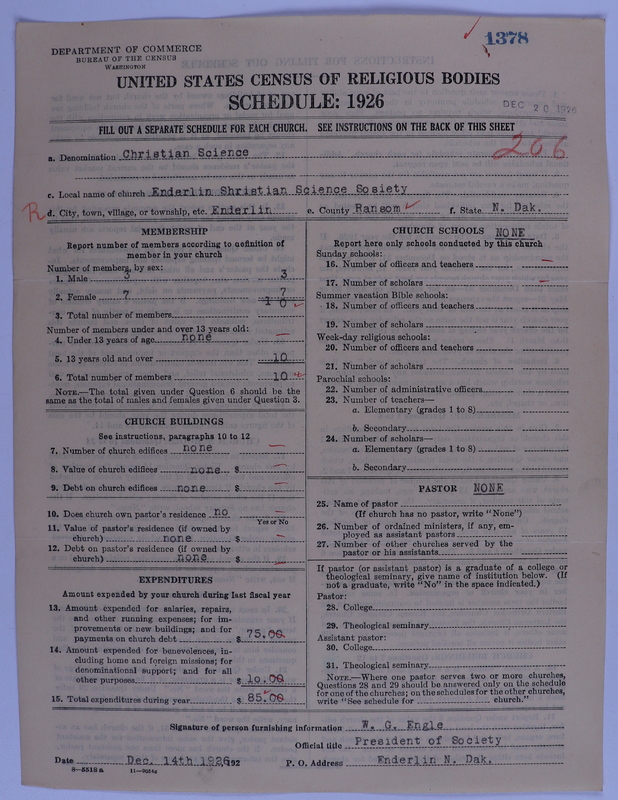 1378
DEPARTMENT OF COMMERCE
BUREAU OF THE CENSUS
WASHINGTON
UNITED STATES CENSUS OF RELIGIOUS BODIES
SCHEDULE: 1926
DEC 20 1926
FILL OUT A SEPARATE SCHEDULE FOR EACH CHURCH. SEE INSTRUCTIONS ON THE BACK OF THIS SHEET
206
a. Denomination Christian Science
c. Local name of church Enderlin Shristian Science Sosiety
R d. City, town, village, or township, etc. Enderlin e. County Ransom f. State N. Dak.
MEMBERSHIP
Report number of members according to definition of
member in your church
Number of members, by sex:
1. Male 3 3
2. Female 7 7
3. Total number of members 10
Number of members under and over 13 years old:
4. Under 13 years of age none —
5. 13 years old and over 10
6. Total number of members 10
NOTE.—The total given under Question 6 should be
same as the total of males and females given under Question 3.
CHURCH BUILDINGS
See instructions, paragraphs 10 to 12
7. Number of church edifices none —
8. Value of church edifices none $ —
9. Debt on church edifices none $ —
10. Does church own pastor's residence no —
Yes or No
11. Value of pastor's residence (if owned by
church) none $ —
12. Debt on pastor's residence (if owned by
church) none $ —
EXPENDITURES
Amount expended by your church during last fiscal year
13. Amount expended for salaries, repairs,
and other running expenses; for im-
provements or new buildings; and for
payments on church debt $ 75.00
14. Amount expended for benevolences, in-
cluding home and foreign missions; for
denominational support; and for all
other purposes $ 10.00
15. Total expenditures during year $ 85.00
CHURCH SCHOOLS NONE
Report here only schools conducted by this church
Sunday schools:
16. Number of officers and teachers —
17. Number of scholars —
Summer vacation Bible schools:
18. Number of officers and teachers
19. Number of scholars
Week-day religious schools:
20. Number of officers and teachers
21. Number of scholars
Parochial schools:
22. Number of administrative officers
23. Number of teachers—
a. Elementary (grades 1 to 8)
b. Secondary
24. Number of scholars—
a. Elementary (grades 1 to 8)
b. Secondary
PASTOR NONE
25. Name of pastor
(If church has no pastor, write "None")
26. Number of ordained ministers, if any, em-
ployed as assistant pastors
27. Number of other churches served by the
pastor or his assistants
If pastor (or assistant pastor) is a graduate of a college or
theological seminary, give name of institution below. (If
not a graduate, write "No" in the space indicated.)
Pastor:
28. College
29. Theological seminary
Assistant pastor:
30. College
31. Theological seminary
NOTE.—Where one pastor serves two or more churches,
Questions 28 and 29 should be answered only on the schedule
for one of the churches; on the schedules for the other churches,
write "See schedule for church."
Signature of person furnishing information W. G. Engle
Official title President of Society
Date Dec. 14th 1926 192 P. O. Address Enderlin N. Dak.
8—5518 a 11—9064a